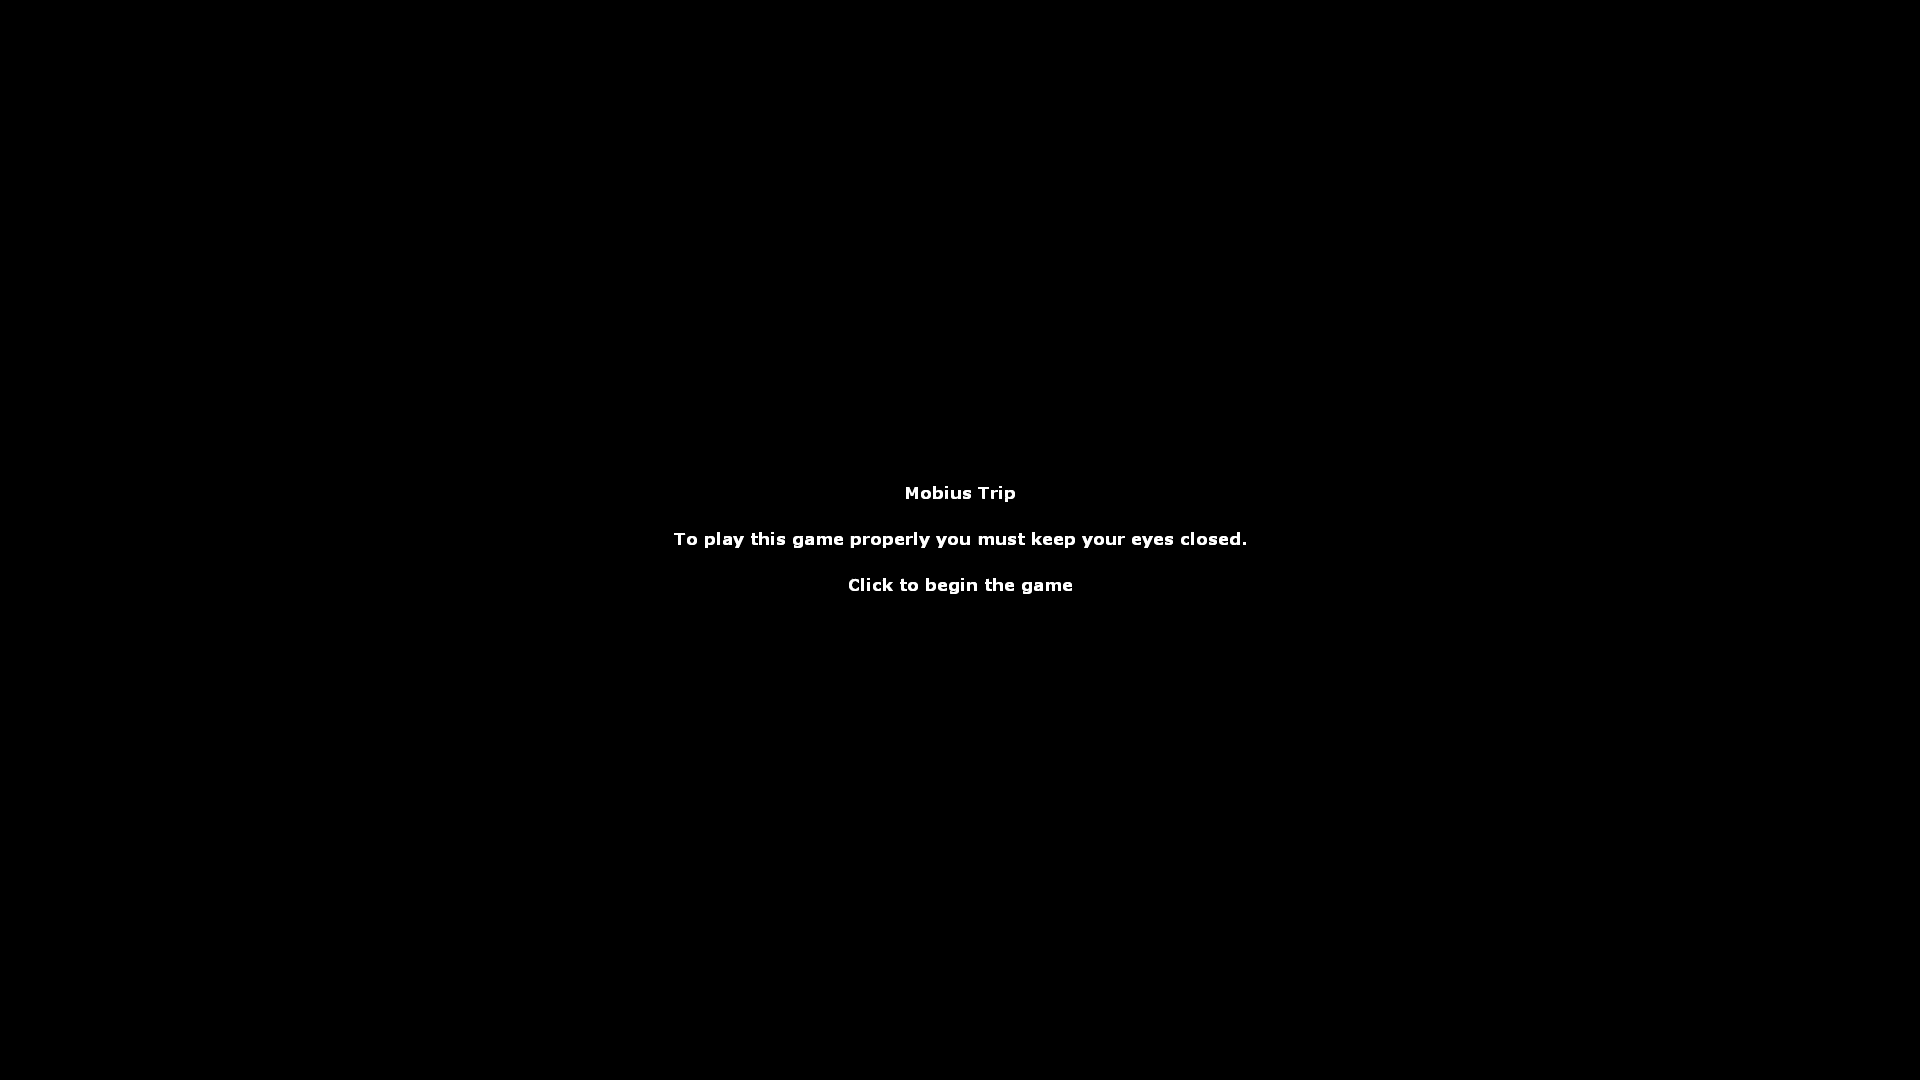 Mobius Trip
To play this game properly you must keep your eyes closed.
Click to begin the game